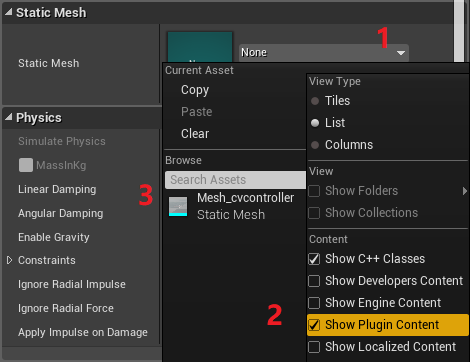 Static Mesh
1
Static Mesh
None
Current Asset
Copy
Paste
Clear
Browse
Search Assets
Mesh_cvcontroller
Static Mesh
View Type
Tiles
List
Columns
View
Show Folders
Show Collections
Content
Show C++ Classes
Show Developers Content
Show Engine Content
2
Show Plugin Content
Show Localized Content
Physics
Simulate Physics
MassInKg
3
Linear Damping
Angular Damping
Enable Gravity
Constraints
Ignore Radial Impulse
Ignore Radial Force
Apply Impulse on Damage